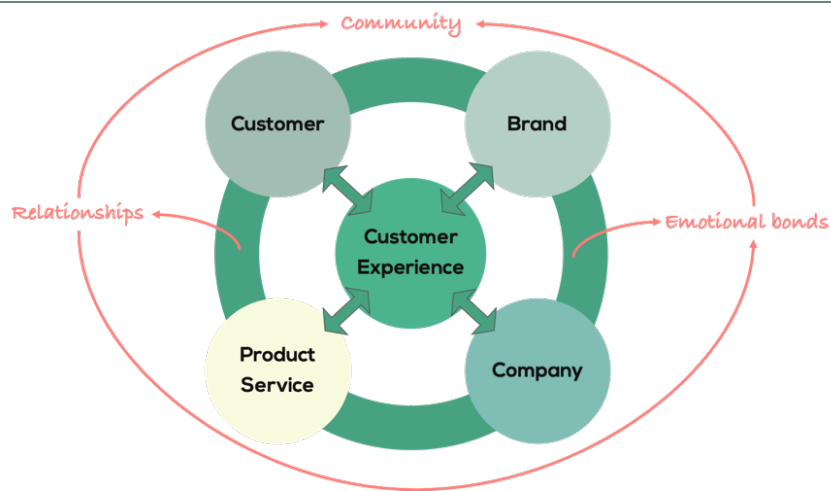 Community
Customer
Brand
Relationships
Emotional bonds
Customer
Experience
Product
Service
Company